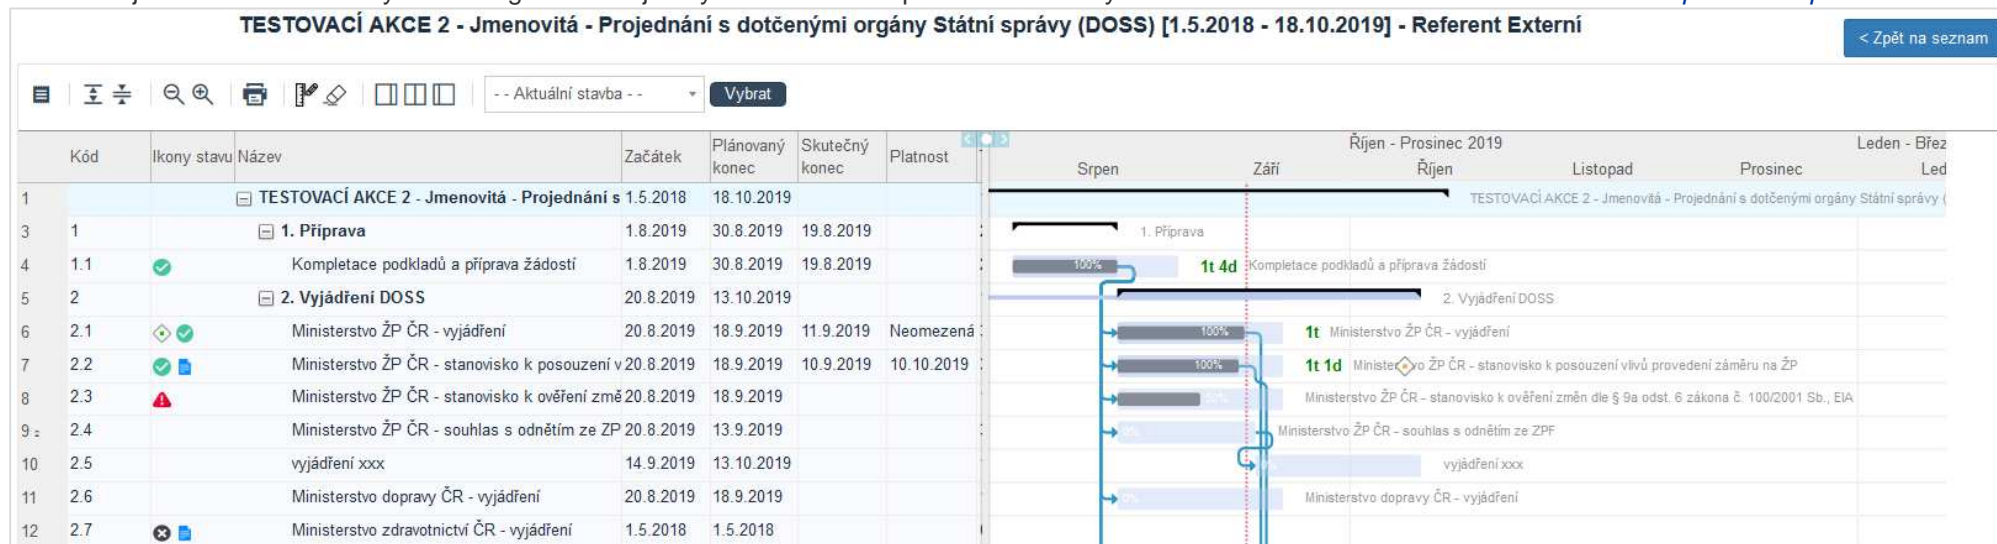 TESTOVACÍ AKCE 2 - Jmenovitá - Projednání s dotčenými orgány Státní správy (DOSS) [1.5.2018 - 18.10.2019] - Referent Externí
< Zpět na seznam
- - Aktuální stavba - - Vybrat
Kód Ikony stavu Název Začátek Plánovaný konec Skutečný konec Platnost
Říjen - Prosinec 2019 Leden - Břez
Srpen Září Říjen Listopad Prosinec Led
1 TESTOVACÍ AKCE 2 - Jmenovitá - Projednání s 1.5.2018 18.10.2019 TESTOVACÍ AKCE 2 - Jmenovitá - Projednání s dotčenými orgány Státní správy (
3 1 1. Příprava 1.8.2019 30.8.2019 19.8.2019 1. Příprava
4 1.1 Kompletace podkladů a příprava žádostí 1.8.2019 30.8.2019 19.8.2019 100% 1t 4d Kompletace podkladů a příprava žádostí
5 2 2. Vyjádření DOSS 20.8.2019 13.10.2019 2. Vyjádření DOSS
6 2.1 Ministerstvo ŽP ČR - vyjádření 20.8.2019 18.9.2019 11.9.2019 Neomezená 100% 1t Ministerstvo ŽP ČR - vyjádření
7 2.2 Ministerstvo ŽP ČR - stanovisko k posouzení v 20.8.2019 18.9.2019 10.9.2019 10.10.2019 100% 1t 1d Ministerstvo ŽP ČR - stanovisko k posouzení vlivů provedení záměru na ŽP
8 2.3 Ministerstvo ŽP ČR - stanovisko k ověření změ 20.8.2019 18.9.2019 Ministerstvo ŽP ČR - stanovisko k ověření změn dle § 9a odst. 6 zákona č. 100/2001 Sb., EIA
9 2.4 Ministerstvo ŽP ČR - souhlas s odnětím ze ZP 20.8.2019 13.9.2019 0% Ministerstvo ŽP ČR - souhlas s odnětím ze ZPF
10 2.5 vyjádření xxx 14.9.2019 13.10.2019 0% vyjádření xxx
11 2.6 Ministerstvo dopravy ČR - vyjádření 20.8.2019 18.9.2019 0% Ministerstvo dopravy ČR - vyjádření
12 2.7 Ministerstvo zdravotnictví ČR - vyjádření 1.5.2018 1.5.2018